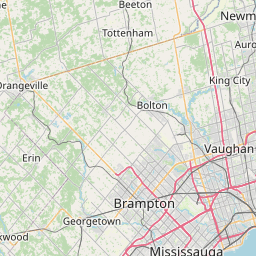 Beeton
Newm
Tottenham
Auro
Orangeville
King City
Bolton
Vaughan
Erin
Brampton
Georgetown
kwood
Mississauga